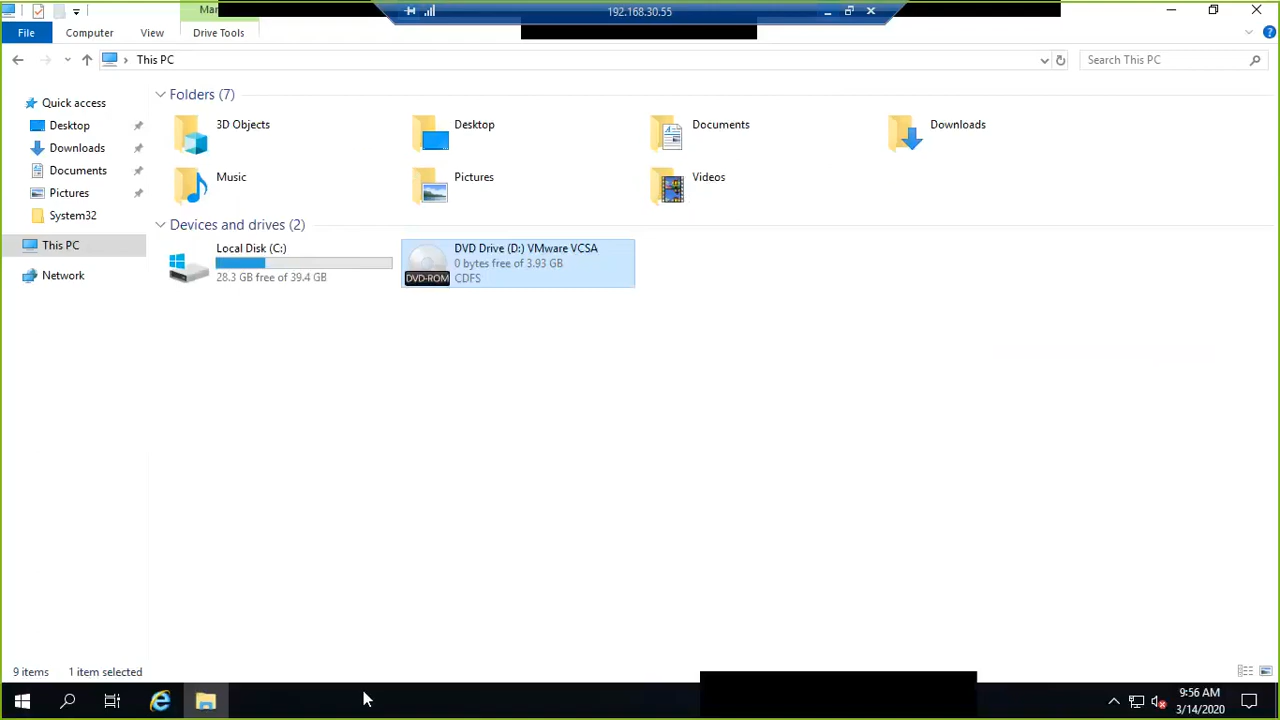 Mar
192.168.30.55
File
Computer
View
Drive Tools
This PC
Search This PC
Quick access
Desktop
Downloads
Documents
Pictures
System32
This PC
Network
Folders (7)
3D Objects
Desktop
Documents
Downloads
Music
Pictures
Videos
Devices and drives (2)
Local Disk (C:)
28.3 GB free of 39.4 GB
DVD Drive (D:) VMware VCSA
0 bytes free of 3.93 GB
CDFS
DVD-ROM
9 items
1 item selected
9:56 AM
3/14/2020